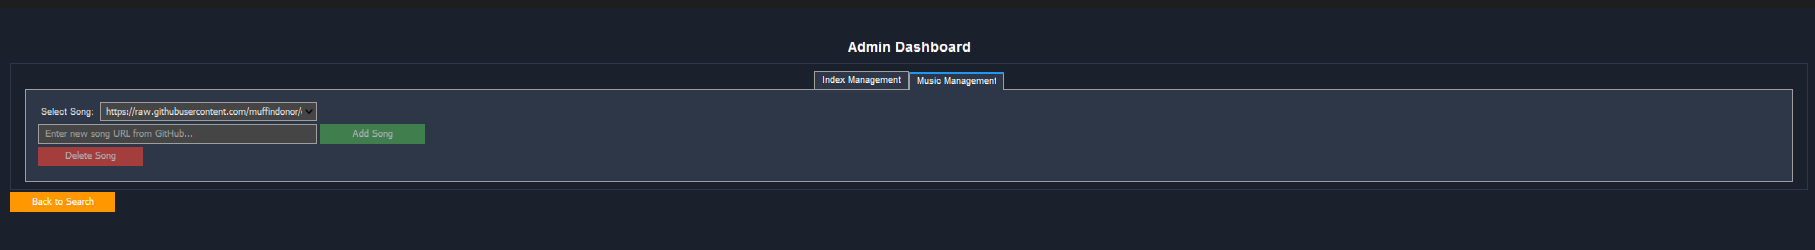 Admin Dashboard
Index Management Music Management
Select Song: https://raw.githubusercontent.com/muffindonor/
Enter new song URL from GitHub... Add Song
Delete Song
Back to Search